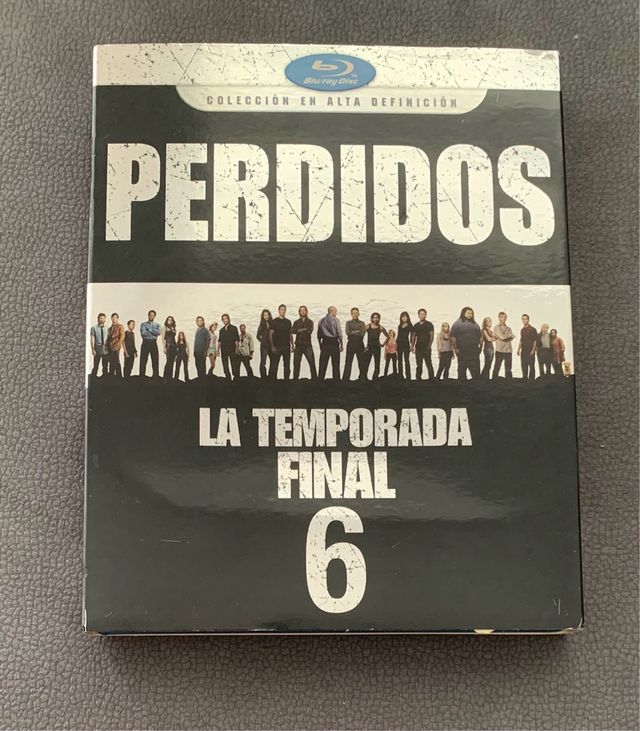 Blu-ray Disc
COLECCIÓN EN ALTA DEFINICIÓN
PERDIDOS
LA TEMPORADA
FINAL
6